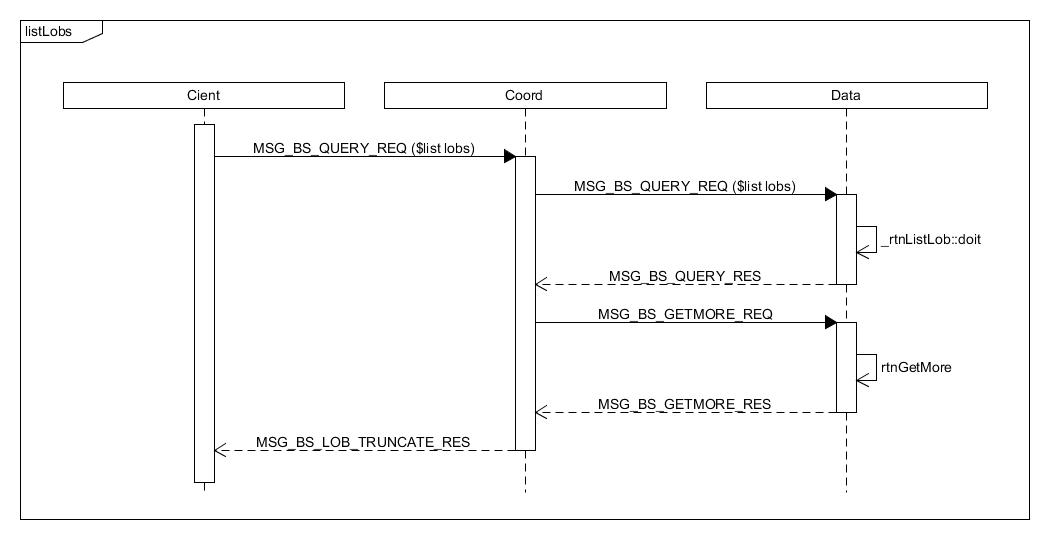 listLobs
Cient
Coord
Data
MSG_BS_QUERY_REQ ($list lobs)
MSG_BS_QUERY_REQ ($list lobs)
_rtnListLob::doit
MSG_BS_QUERY_RES
MSG_BS_GETMORE_REQ
rtnGetMore
MSG_BS_GETMORE_RES
MSG_BS_LOB_TRUNCATE_RES